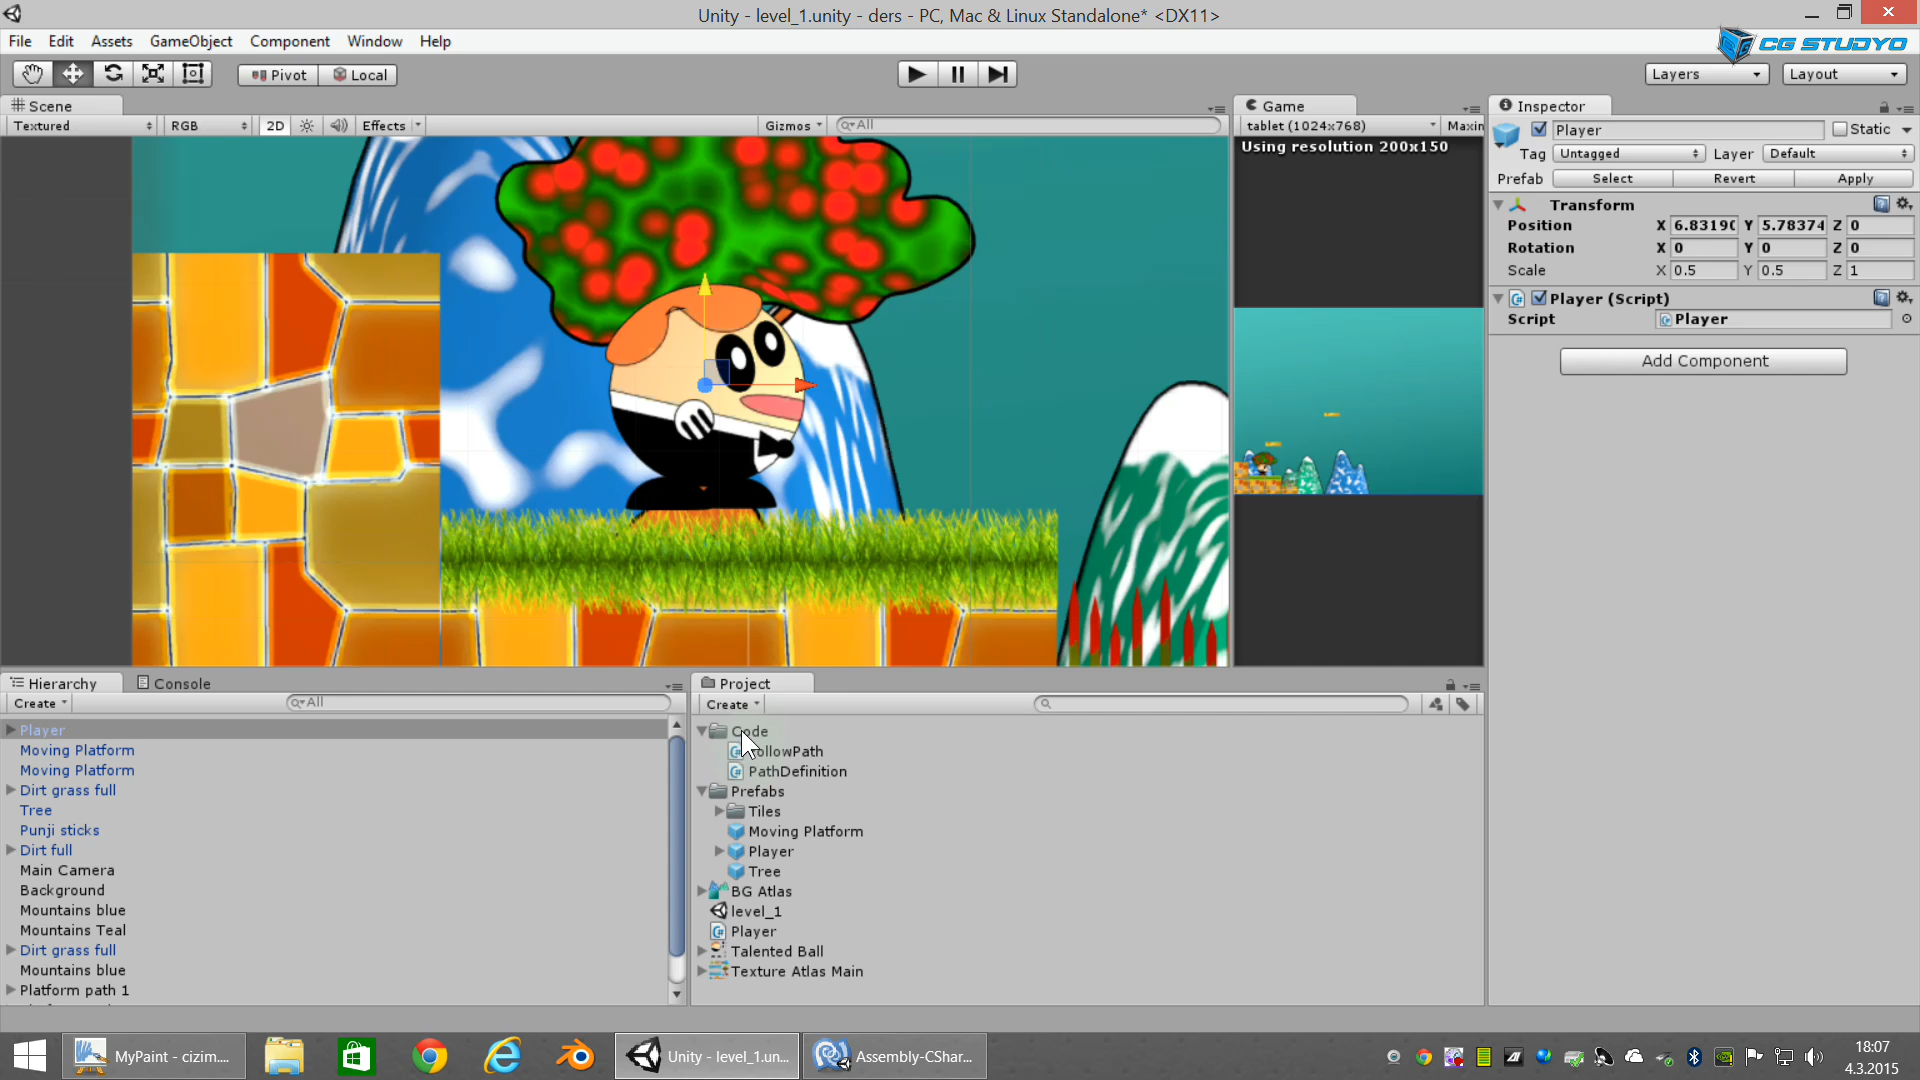 Unity - level_1.unity - ders - PC, Mac & Linux Standalone* <DX11>
File Edit Assets GameObject Component Window Help
CG STUDYO
Pivot Local
Layers Layout
Scene
Game
Inspector
Textured RGB 2D Effects Gizmos All
tablet (1024x768) Maxin
Using resolution 200x150
Player Static
Tag Untagged Layer Default
Prefab Select Revert Apply
Transform
Position X 6.8319( Y 5.78374 Z 0
Rotation X 0 Y 0 Z 0
Scale X 0.5 Y 0.5 Z 1
Player (Script)
Script Player
Add Component
Hierarchy Console
Create All
Player
Moving Platform
Moving Platform
Dirt grass full
Tree
Punji sticks
Dirt full
Main Camera
Background
Mountains blue
Mountains Teal
Dirt grass full
Mountains blue
Platform path 1
Project
Create
Code
FollowPath
PathDefinition
Prefabs
Tiles
Moving Platform
Player
Tree
BG Atlas
level_1
Player
Talented Ball
Texture Atlas Main
MyPaint - cizim....
Unity - level_1.un...
Assembly-CShar...
18:07
4.3.2015